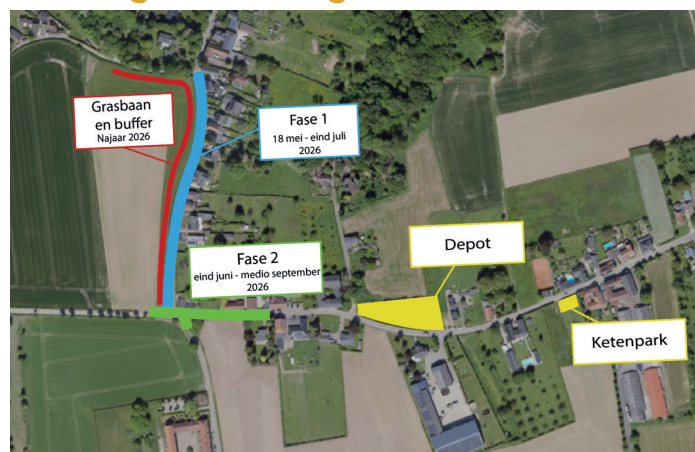 Grasbaan
en buffer
Najaar 2026
Fase 1
18 mei - eind juli
2026
Fase 2
eind juni - medio september
2026
Depot
Ketenpark